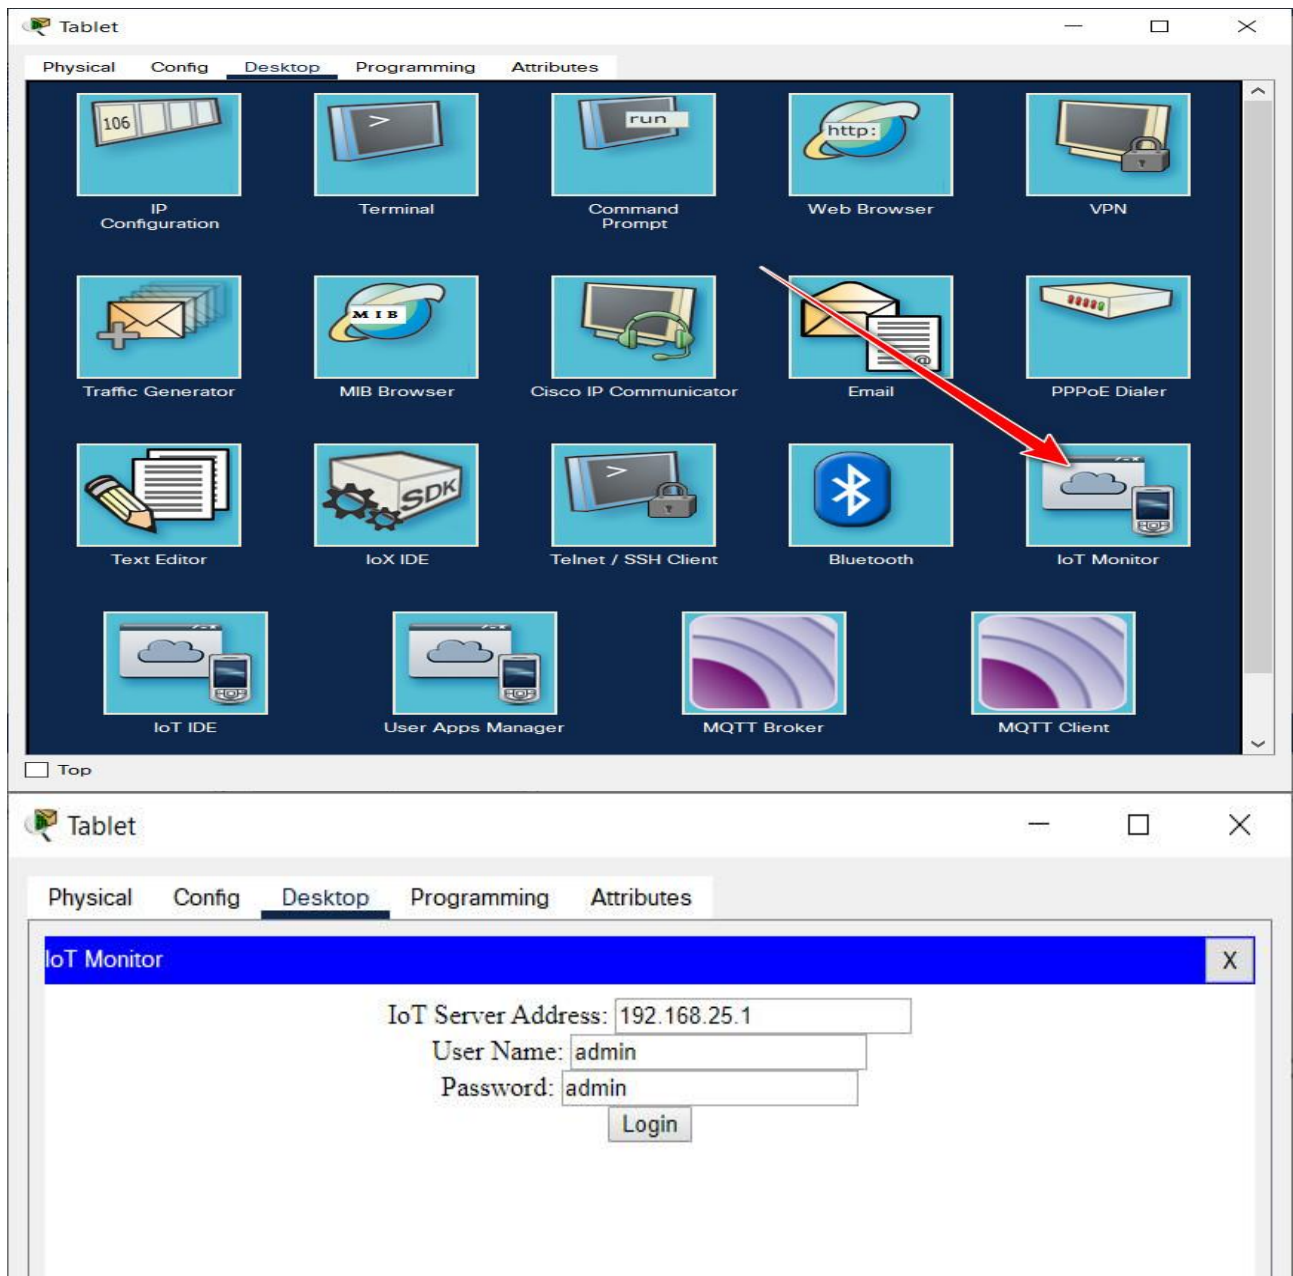 Tablet
Physical Config Desktop Programming Attributes
106
>
run
http:
IP
Configuration
Terminal
Command
Prompt
Web Browser
VPN
MIB
@
Traffic Generator
MIB Browser
Cisco IP Communicator
Email
PPPoE Dialer
SDK
>
Text Editor
IoX IDE
Telnet / SSH Client
Bluetooth
IoT Monitor
IoT IDE
User Apps Manager
MQTT Broker
MQTT Client
Top
Tablet
Physical Config Desktop Programming Attributes
IoT Monitor X
IoT Server Address: 192.168.25.1
User Name: admin
Password: admin
Login